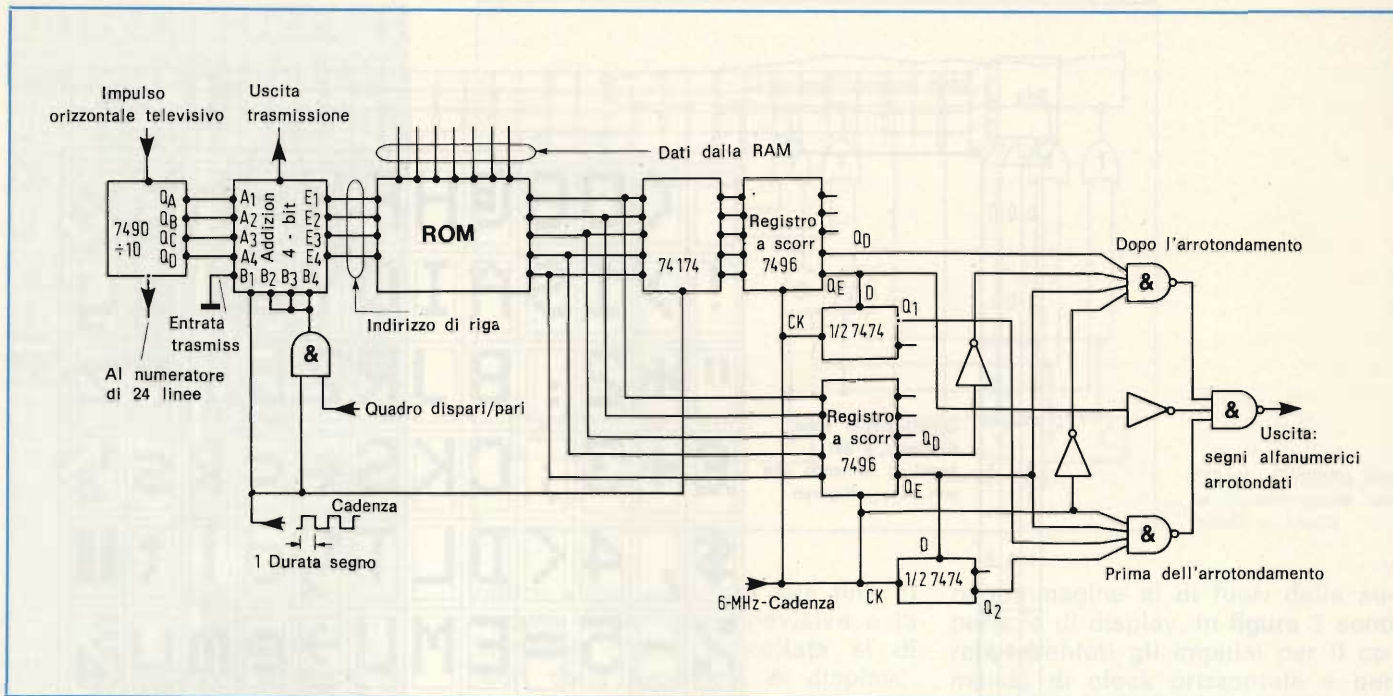 Impulso
orizzontale televisivo
Uscita
trasmissione
Dati dalla RAM
7490
÷10
QA
QB
QC
QD
A1
A2
A3
A4
B1 B2 B3 B4
Addizion
4 - bit
E1
E2
E3
E4
ROM
74174
Registro
a scorr
7496
QD
QE
D
Q1
CK
1/2 7474
Dopo l'arrotondamento
&
Entrata
trasmiss
Indirizzo di riga
Al numeratore
di 24 linee
&
Quadro dispari/pari
Registro
a scorr
7496
QD
QE
&
Uscita:
segni alfanumerici
arrotondati
Cadenza
1 Durata segno
&
Prima dell'arrotondamento
6-MHz-Cadenza
CK
D
1/2 7474
Q2